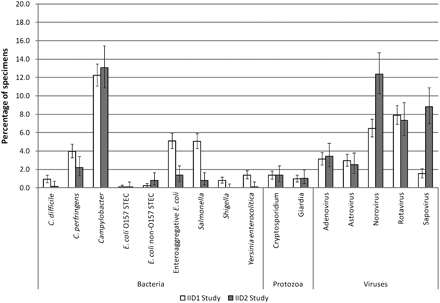 20.0
18.0
16.0
14.0
12.0
10.0
8.0
6.0
4.0
2.0
0.0
Percentage of specimens
C. difficile
C. perfringens
Campylobacter
E. coli O157 STEC
E. coli non-O157 STEC
Enteroaggregative E. coli
Salmonella
Shigella
Yersinia enterocolitica
Cryptosporidium
Giardia
Adenovirus
Astrovirus
Norovirus
Rotavirus
Sapovirus
Bacteria
Protozoa
Viruses
IID1 Study
IID2 Study